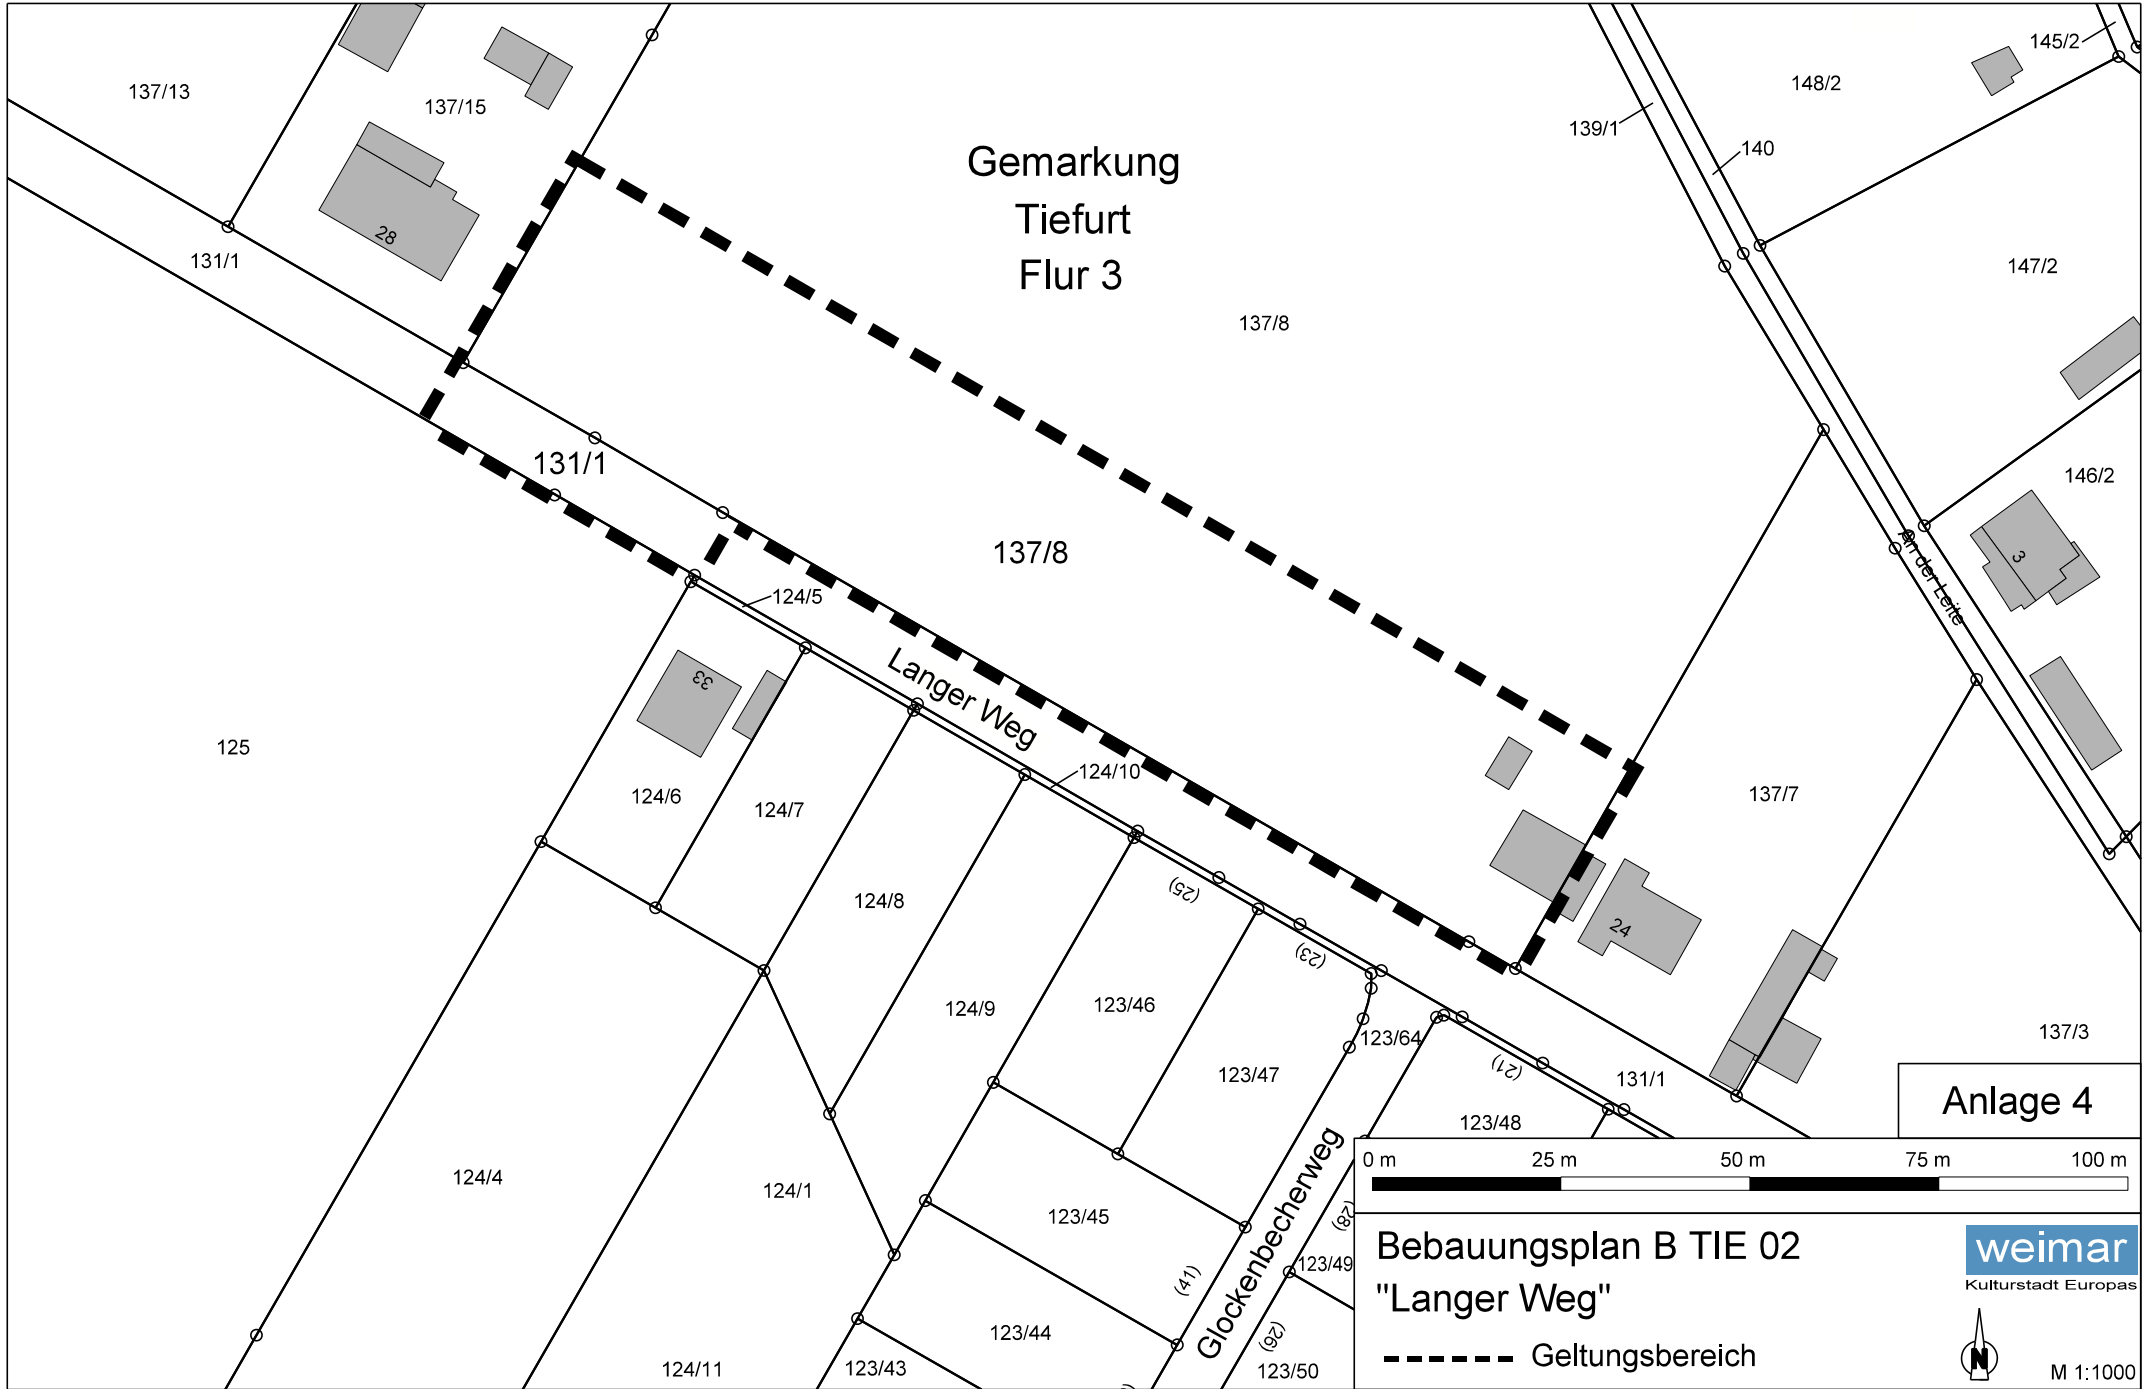 145/2
148/2
137/13
137/15
139/1
140
Gemarkung
Tiefurt
Flur 3
28
131/1
147/2
137/8
131/1
146/2
137/8
3
An der Leite
124/5
33
Langer Weg
125
124/10
124/6
124/7
137/7
124/8
(25)
24
(23)
124/9
123/46
123/64
137/3
(21)
123/47
131/1
Anlage 4
123/48
0 m
25 m
50 m
75 m
100 m
124/4
124/1
Glockenbecherweg
123/45
(28)
Bebauungsplan B TIE 02
weimar
123/49
Kulturstadt Europas
(41)
"Langer Weg"
123/44
(26)
Geltungsbereich
124/11
123/43
123/50
N
M 1:1000